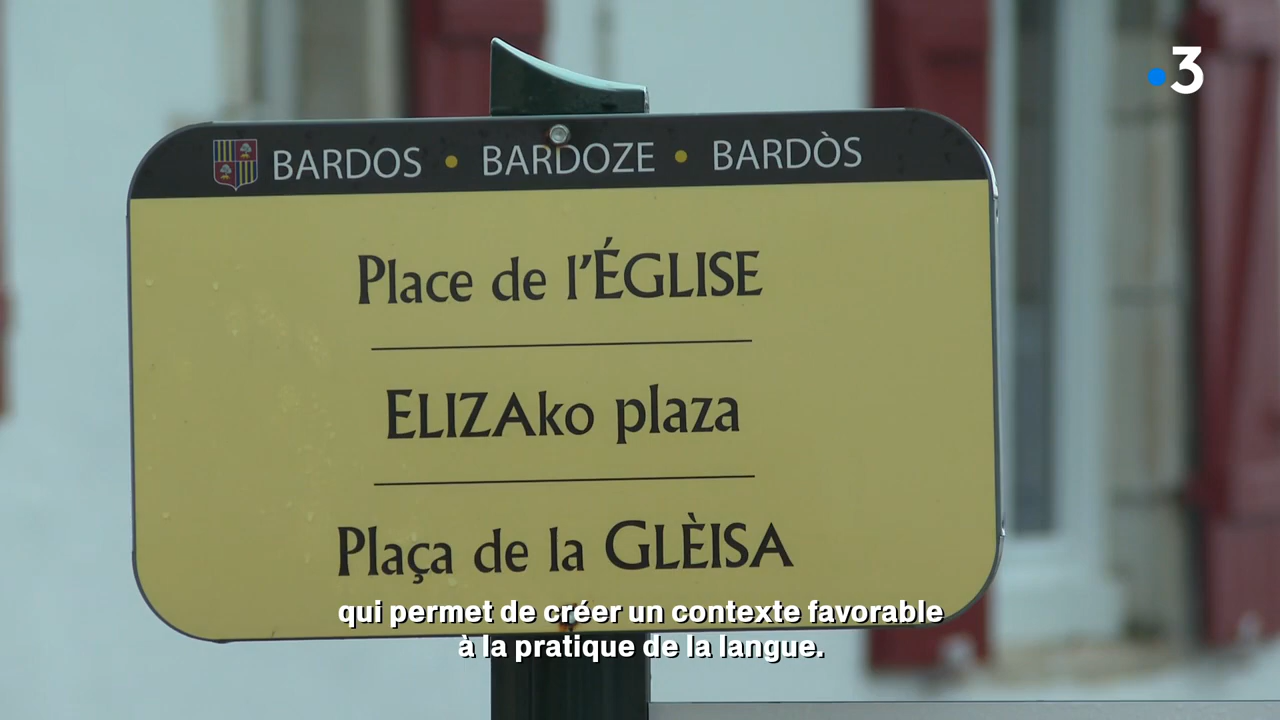 3
BARDOS • BARDOZE • BARDÒS
Place de l'ÉGLISE
ELIZAko plaza
Plaça de la GLÈISA
qui permet de créer un contexte favorable
à la pratique de la langue.